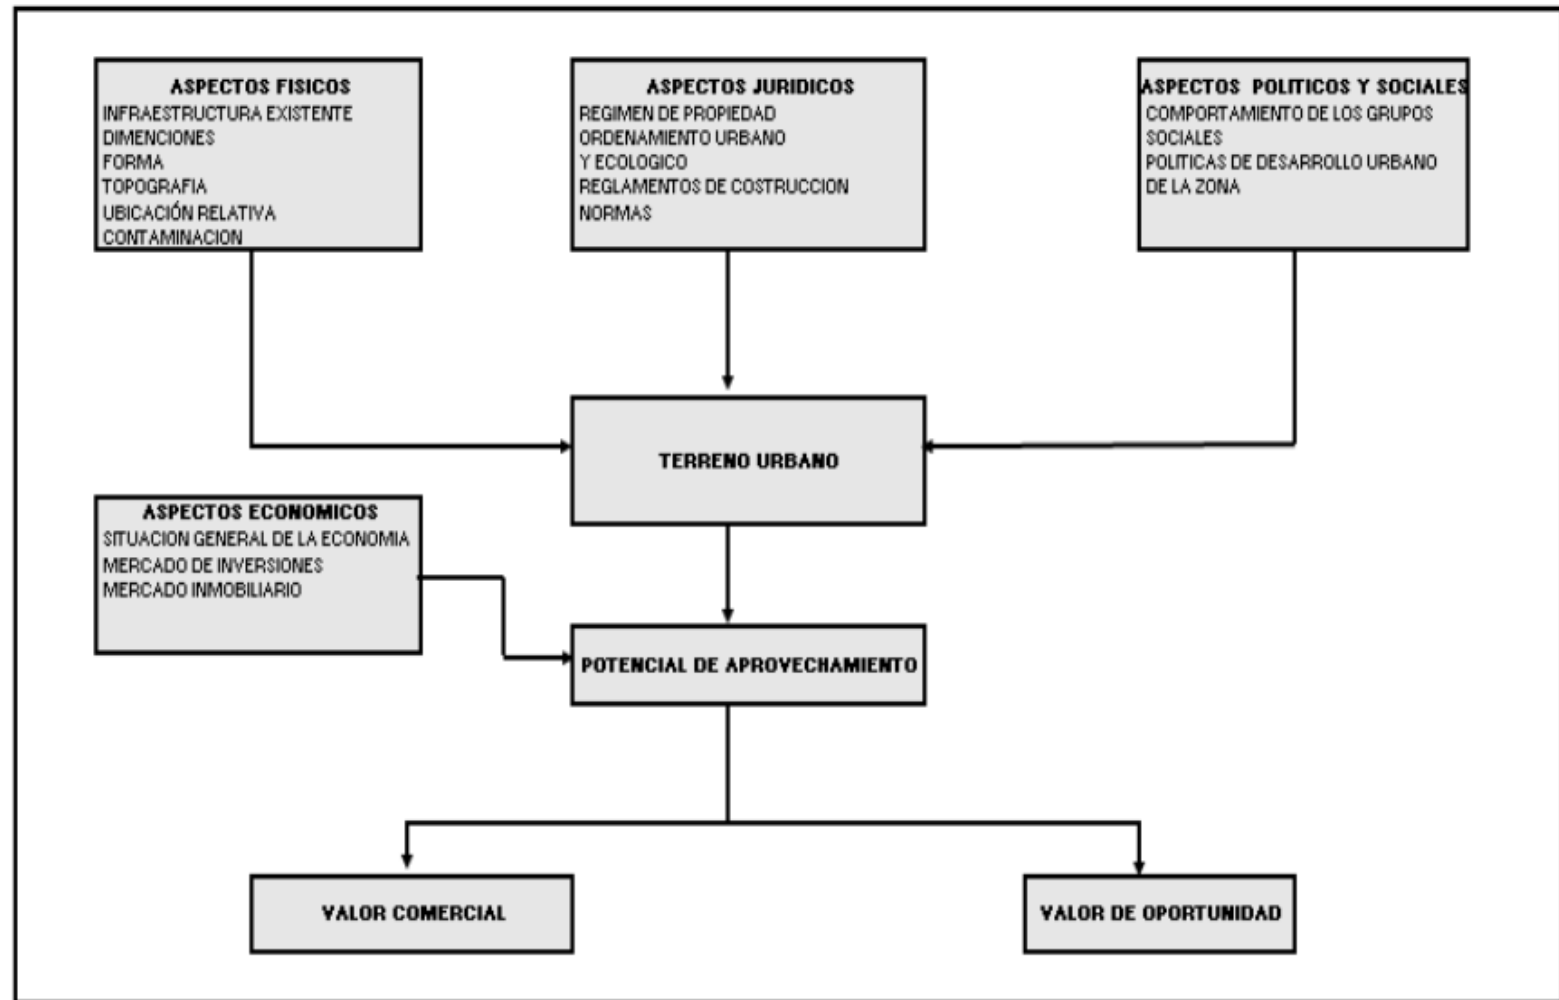 ASPECTOS FISICOS
INFRAESTRUCTURA EXISTENTE
DIMENCIONES
FORMA
TOPOGRAFIA
UBICACIÓN RELATIVA
CONTAMINACION
ASPECTOS JURIDICOS
REGIMEN DE PROPIEDAD
ORDENAMIENTO URBANO
Y ECOLOGICO
REGLAMENTOS DE COSTRUCCION
NORMAS
ASPECTOS POLITICOS Y SOCIALES
COMPORTAMIENTO DE LOS GRUPOS
SOCIALES
POLITICAS DE DESARROLLO URBANO
DE LA ZONA
TERRENO URBANO
ASPECTOS ECONOMICOS
SITUACION GENERAL DE LA ECONOMIA
MERCADO DE INVERSIONES
MERCADO INMOBILIARIO
POTENCIAL DE APROVECHAMIENTO
VALOR COMERCIAL
VALOR DE OPORTUNIDAD